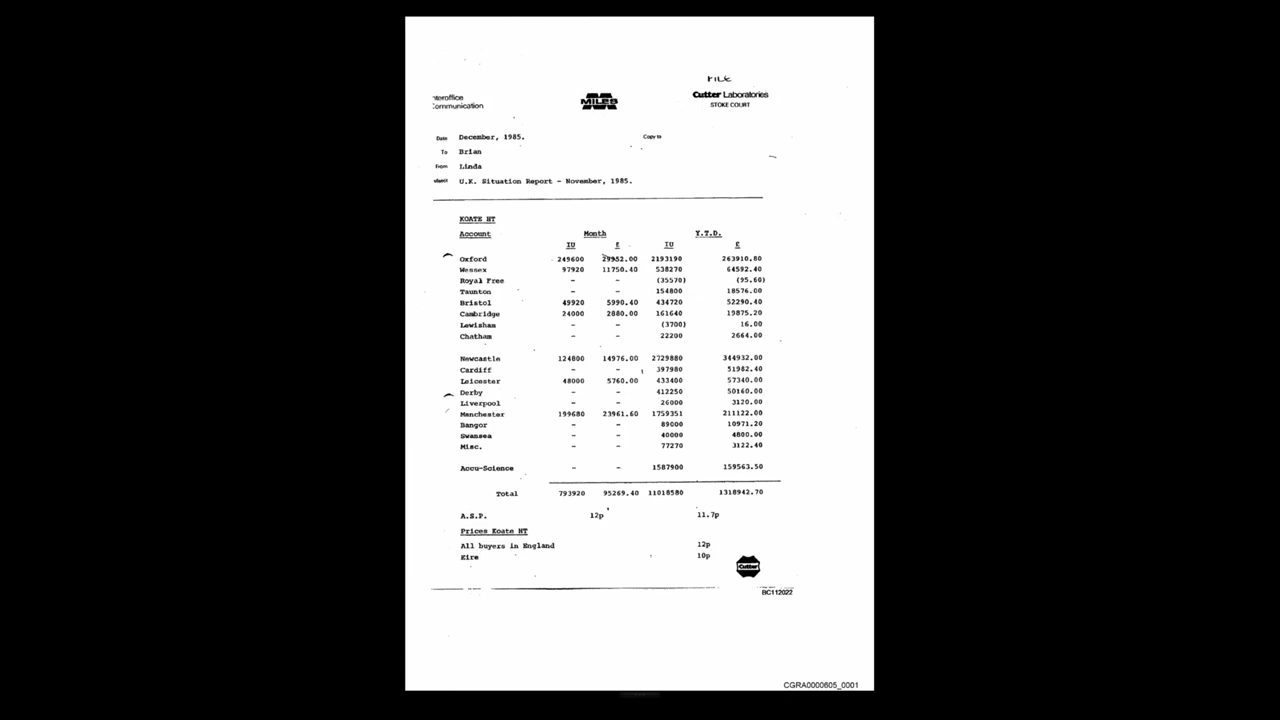 FILE
nteroffice
Communication
MILES
Cutter Laboratories
STOKE COURT
Date December, 1985. Copy to
To Brian
From Linda
ubject U.K. Situation Report - November, 1985.
KOATE HT
Account Month Y.T.D.
IU £ IU £
Oxford 249600 29952.00 2193190 263910.80
Wessex 97920 11750.40 538270 64592.40
Royal Free - - (35570) (95.60)
Taunton - - 154800 18576.00
Bristol 49920 5990.40 434720 52290.40
Cambridge 24000 2880.00 161640 19875.20
Lewisham - - (3700) 16.00
Chatham - - 22200 2664.00
Newcastle 124800 14976.00 2729880 344932.00
Cardiff - - 397980 51982.40
Leicester 48000 5760.00 433400 57340.00
Derby - - 412250 50160.00
Liverpool - - 26000 3120.00
Manchester 199680 23961.60 1759351 211122.00
Bangor - - 89000 10971.20
Swansea - - 40000 4800.00
Misc. - - 77270 3122.40
Accu-Science - - 1587900 159563.50
Total 793920 95269.40 11018580 1318942.70
A.S.P. 12p 11.7p
Prices Koate HT
All buyers in England 12p
Eire 10p
Cutter
BC112022
CGRA0000605_0001